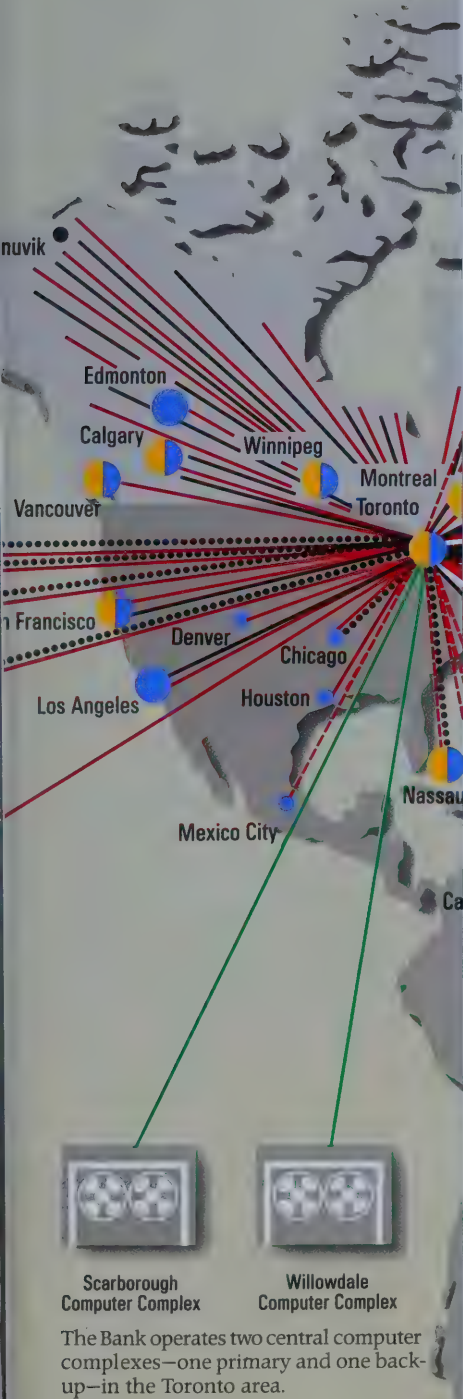 nuvik
Edmonton
Calgary
Winnipeg
Montreal
Vancouver
Toronto
n Francisco
Denver
Chicago
Los Angeles
Houston
Nassau
Mexico City
Ca
Scarborough
Computer Complex
Willowdale
Computer Complex
The Bank operates two central computer
complexes—one primary and one back-
up—in the Toronto area.